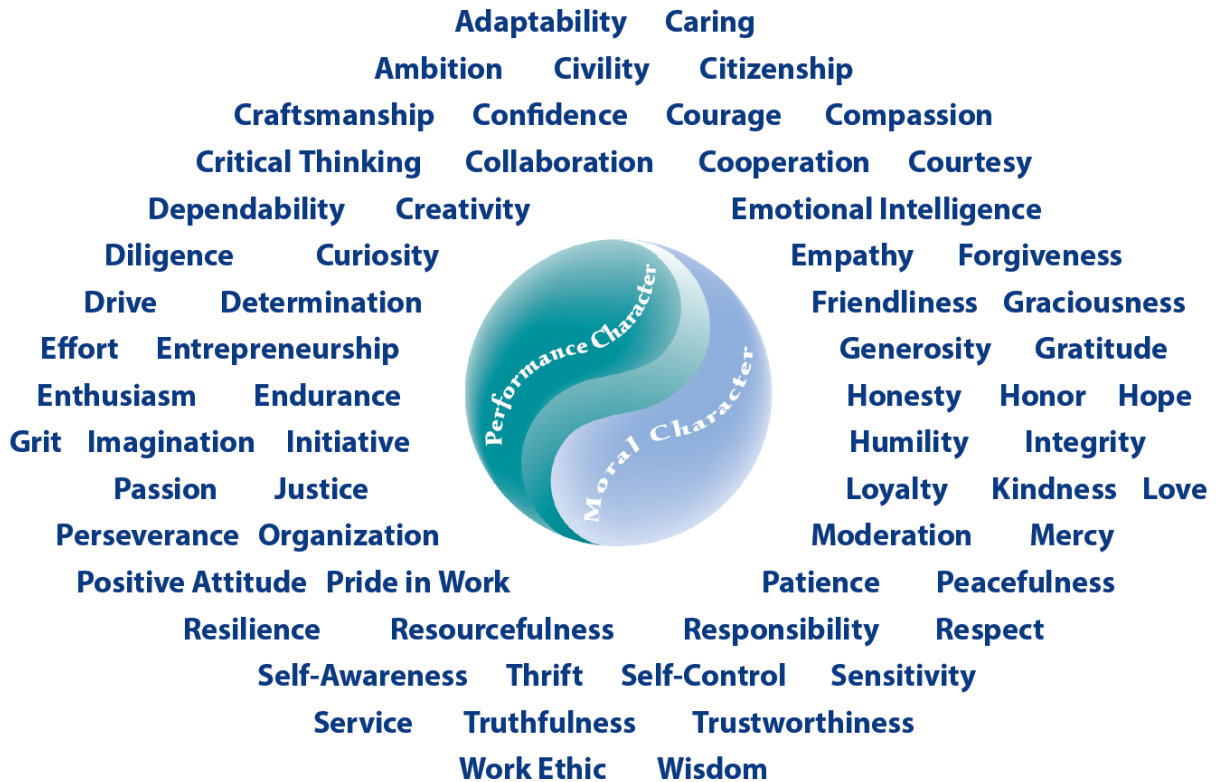 Adaptability Caring
Ambition Civility Citizenship
Craftsmanship Confidence Courage Compassion
Critical Thinking Collaboration Cooperation Courtesy
Dependability Creativity Emotional Intelligence
Diligence Curiosity Empathy Forgiveness
Drive Determination Friendliness Graciousness
Effort Entrepreneurship Generosity Gratitude
Enthusiasm Endurance Honesty Honor Hope
Grit Imagination Initiative Humility Integrity
Passion Justice Loyalty Kindness Love
Perseverance Organization Moderation Mercy
Positive Attitude Pride in Work Patience Peacefulness
Resilience Resourcefulness Responsibility Respect
Self-Awareness Thrift Self-Control Sensitivity
Service Truthfulness Trustworthiness
Work Ethic Wisdom
Performance Character
Moral Character